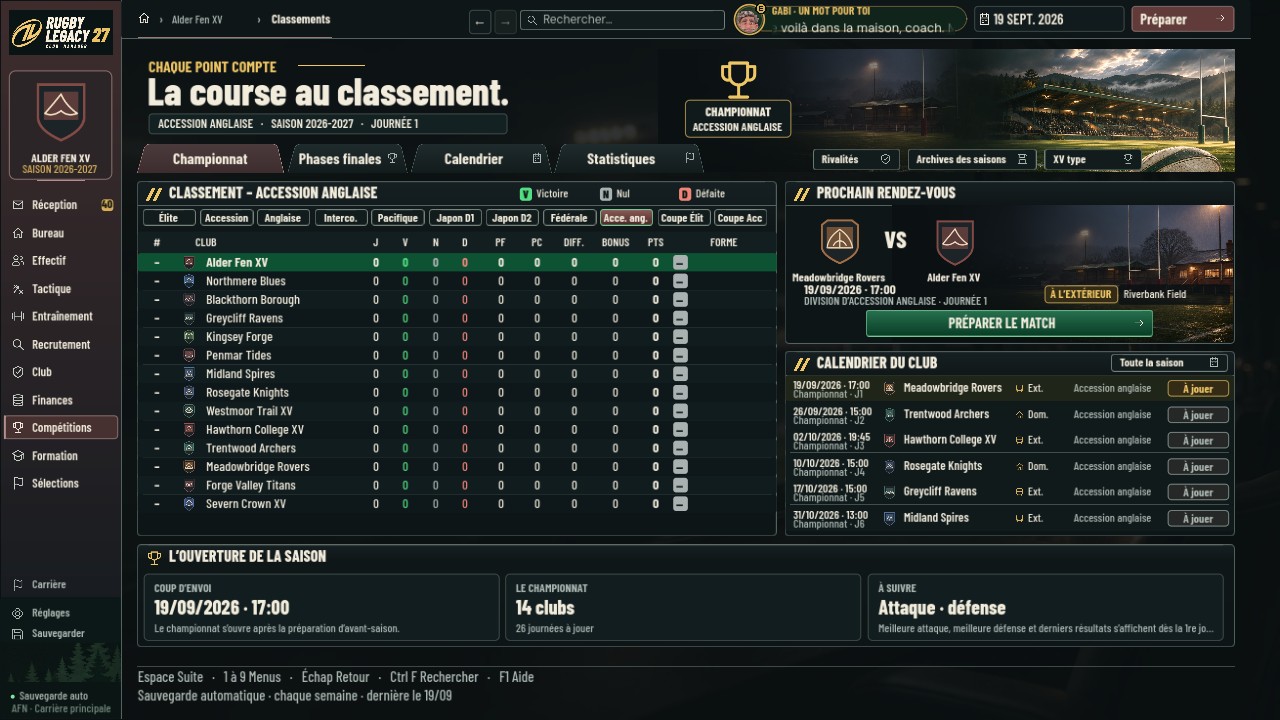 RUGBY
LEGACY 27
CLUB MANAGER
ALDER FEN XV
SAISON 2026-2027
Réception 40
Bureau
Effectif
Tactique
Entraînement
Recrutement
Club
Finances
Compétitions
Formation
Sélections
Carrière
Réglages
Sauvegarder
Sauvegarde auto
AFN · Carrière principale
› Alder Fen XV › Classements
← → Rechercher...
GABI · UN MOT POUR TOI
voilà dans la maison, coach.
19 SEPT. 2026
Préparer →
CHAQUE POINT COMPTE
La course au classement.
ACCESSION ANGLAISE · SAISON 2026-2027 · JOURNÉE 1
CHAMPIONNAT
ACCESSION ANGLAISE
Championnat Phases finales Calendrier Statistiques
Rivalités Archives des saisons XV type
CLASSEMENT – ACCESSION ANGLAISE V Victoire N Nul D Défaite
Élite Accession Anglaise Interco. Pacifique Japon D1 Japon D2 Fédérale Acce. ang. Coupe Élit Coupe Acc
# CLUB J V N D PF PC DIFF. BONUS PTS FORME
– Alder Fen XV 0 0 0 0 0 0 0 0 0 –
– Northmere Blues 0 0 0 0 0 0 0 0 0 –
– Blackthorn Borough 0 0 0 0 0 0 0 0 0 –
– Greycliff Ravens 0 0 0 0 0 0 0 0 0 –
– Kingsey Forge 0 0 0 0 0 0 0 0 0 –
– Penmar Tides 0 0 0 0 0 0 0 0 0 –
– Midland Spires 0 0 0 0 0 0 0 0 0 –
– Rosegate Knights 0 0 0 0 0 0 0 0 0 –
– Westmoor Trail XV 0 0 0 0 0 0 0 0 0 –
– Hawthorn College XV 0 0 0 0 0 0 0 0 0 –
– Trentwood Archers 0 0 0 0 0 0 0 0 0 –
– Meadowbridge Rovers 0 0 0 0 0 0 0 0 0 –
– Forge Valley Titans 0 0 0 0 0 0 0 0 0 –
– Severn Crown XV 0 0 0 0 0 0 0 0 0 –
PROCHAIN RENDEZ-VOUS
VS
Meadowbridge Rovers Alder Fen XV
19/09/2026 · 17:00
DIVISION D'ACCESSION ANGLAISE · JOURNÉE 1
À L'EXTÉRIEUR Riverbank Field
PRÉPARER LE MATCH →
CALENDRIER DU CLUB Toute la saison
19/09/2026 · 17:00 Meadowbridge Rovers Ext. Accession anglaise À jouer
Championnat · J1
26/09/2026 · 15:00 Trentwood Archers Dom. Accession anglaise À jouer
Championnat · J2
02/10/2026 · 19:45 Hawthorn College XV Ext. Accession anglaise À jouer
Championnat · J3
10/10/2026 · 15:00 Rosegate Knights Dom. Accession anglaise À jouer
Championnat · J4
17/10/2026 · 15:00 Greycliff Ravens Ext. Accession anglaise À jouer
Championnat · J5
31/10/2026 · 13:00 Midland Spires Ext. Accession anglaise À jouer
Championnat · J6
L'OUVERTURE DE LA SAISON
COUP D'ENVOI
19/09/2026 · 17:00
Le championnat s'ouvre après la préparation d'avant-saison.
LE CHAMPIONNAT
14 clubs
26 journées à jouer
À SUIVRE
Attaque · défense
Meilleure attaque, meilleure défense et derniers résultats s'affichent dès la 1re jo...
Espace Suite · 1 à 9 Menus · Échap Retour · Ctrl F Rechercher · F1 Aide
Sauvegarde automatique · chaque semaine · dernière le 19/09